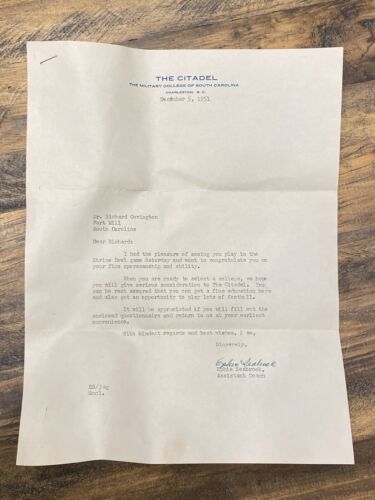 THE CITADEL
THE MILITARY COLLEGE OF SOUTH CAROLINA
CHARLESTON, S. C.
December 5, 1951
Mr. Richard Covington
Fort Mill
South Carolina
Dear Richard:
I had the pleasure of seeing you play in the
Shrine Bowl game Saturday and want to congratulate you on
your fine sportsmanship and ability.
When you are ready to select a college, we hope
you will give serious consideration to The Citadel. You
can be rest assured that you can get a fine education here
and also get an opportunity to play lots of football.
It will be appreciated if you will fill out the
enclosed questionnaire and return to us at your earliest
convenience.
With kindest regards and best wishes, I am,
Sincerely,
Ephie Seabrook
Ephie Seabrook,
Assistant Coach
Encl.